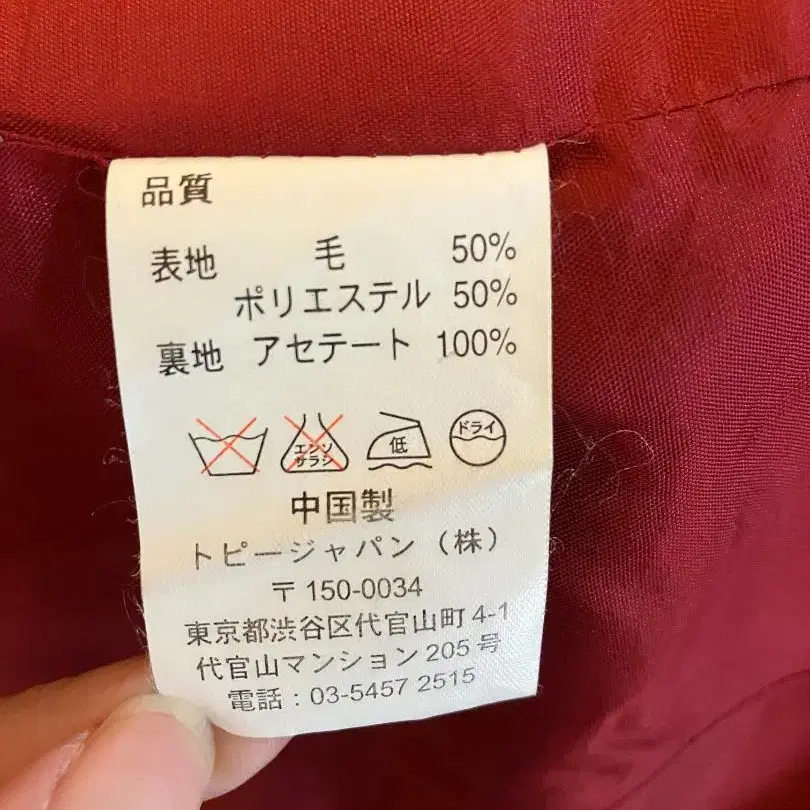 品質
表地 毛 50%
ポリエステル 50%
裏地 アセテート 100%
エンソ
サラシ
低
ドライ
中国製
トピージャパン（株）
〒150-0034
東京都渋谷区代官山町4-1
代官山マンション205号
電話：03-5457 2515